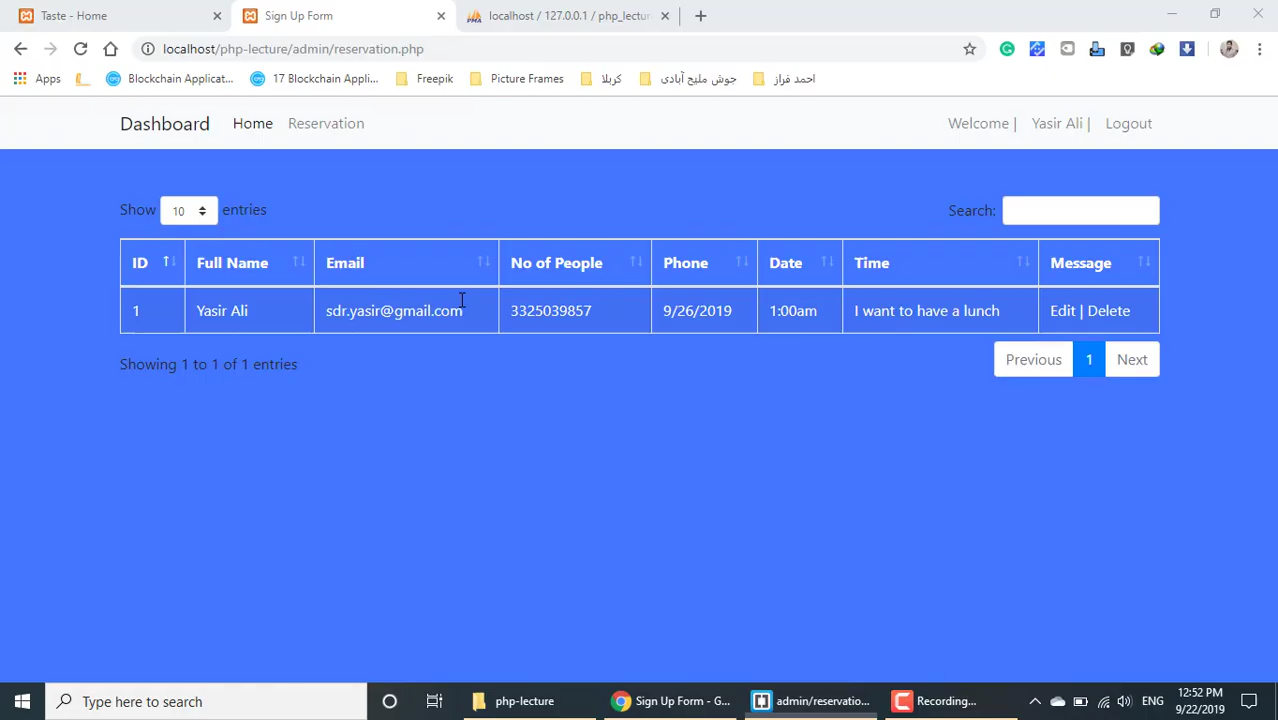 Taste - Home
Sign Up Form
localhost / 127.0.0.1 / php_lectur
localhost/php-lecture/admin/reservation.php
Apps
Blockchain Applicat...
17 Blockchain Appli...
Freepik
Picture Frames
کربلا
جوش ملیح آبادی
احمد فراز
Dashboard Home Reservation Welcome | Yasir Ali | Logout
Show 10 entries Search:
ID Full Name Email No of People Phone Date Time Message
1 Yasir Ali sdr.yasir@gmail.com 3325039857 9/26/2019 1:00am I want to have a lunch Edit | Delete
Showing 1 to 1 of 1 entries Previous 1 Next
Type here to search
php-lecture
Sign Up Form - G...
admin/reservatio...
Recording...
ENG
12:52 PM
9/22/2019